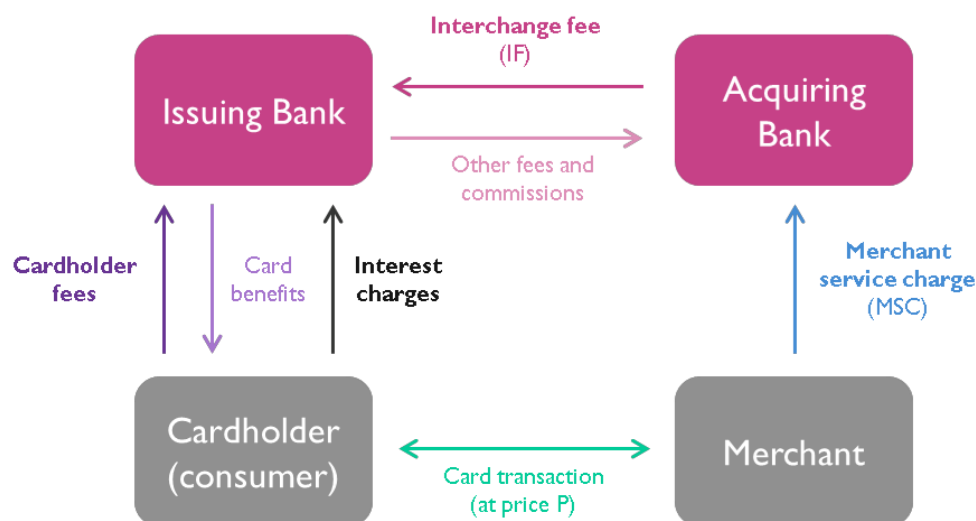 Interchange fee
(IF)
Issuing Bank
Acquiring
Bank
Other fees and
commissions
Cardholder
fees
Card
benefits
Interest
charges
Merchant
service charge
(MSC)
Cardholder
(consumer)
Card transaction
(at price P)
Merchant